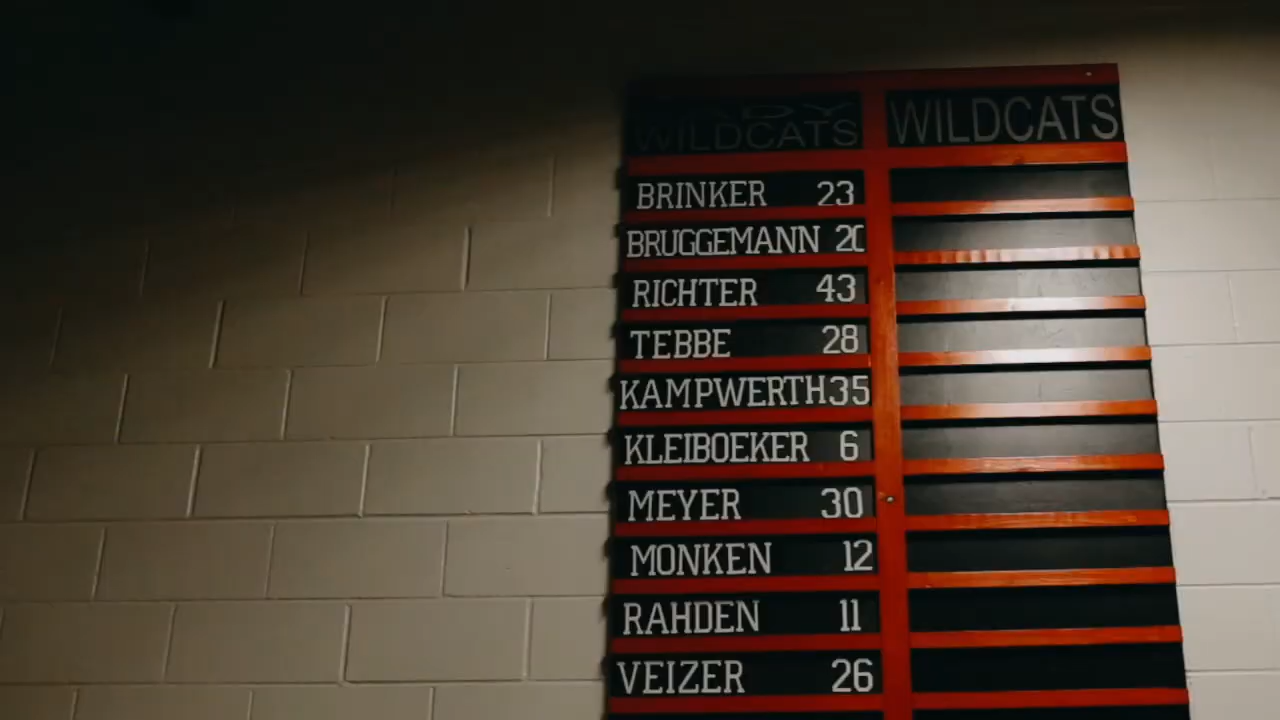 WILDCATS
WILDCATS
BRINKER 23
BRUGGEMANN 20
RICHTER 43
TEBBE 28
KAMPWERTH 35
KLEIBOEKER 6
MEYER 30
MONKEN 12
RAHDEN 11
VEIZER 26